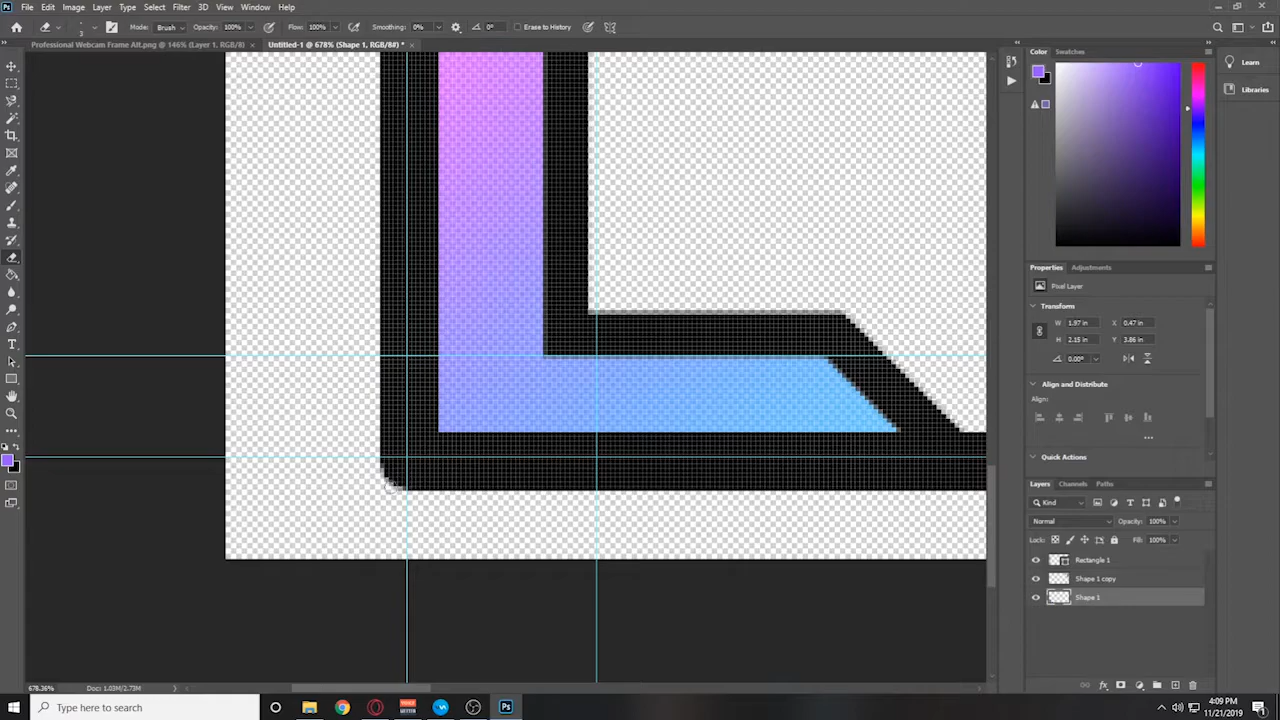 File Edit Image Layer Type Select Filter 3D View Window Help
3 Mode: Brush Opacity: 100% Flow: 100% Smoothing: 0% 0° Erase to History
Professional Webcam Frame Alt.png @ 146% (Layer 1, RGB/8) × Untitled-1 @ 678% (Shape 1, RGB/8#) * ×
Color Swatches
Learn
Libraries
Properties Adjustments
Pixel Layer
Transform
W 1.97 in X 0.47 in
H 2.15 in Y 3.86 in
0.00°
Align and Distribute
Align:
Quick Actions
Layers Channels Paths
Kind
Normal Opacity: 100%
Lock: Fill: 100%
Rectangle 1
Shape 1 copy
Shape 1
678.36% Doc: 1.03M/2.73M
Type here to search
4:09 PM
11/21/2019